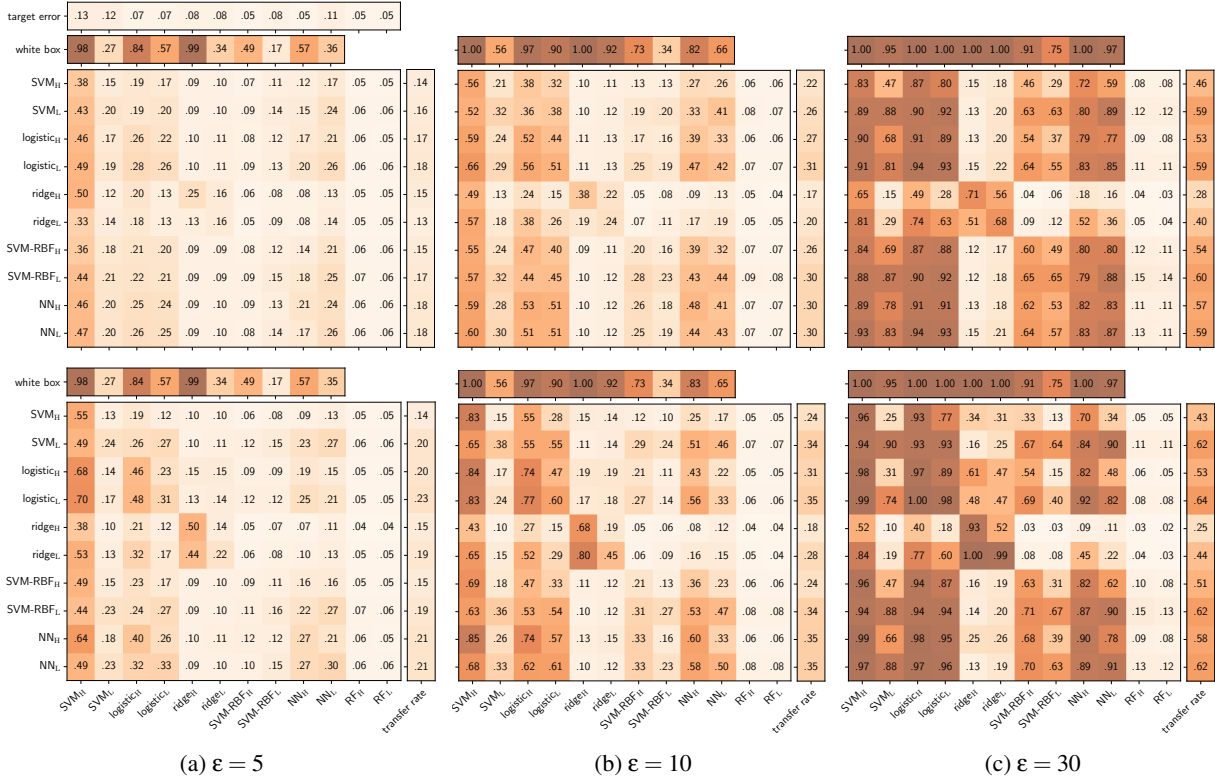 target error .13 .12 .07 .07 .08 .08 .05 .08 .05 .11 .05 .05
white box .98 .27 .84 .57 .99 .34 .49 .17 .57 .36 1.00 .56 .97 .90 1.00 .92 .73 .34 .82 .66 1.00 .95 1.00 1.00 1.00 1.00 .91 .75 1.00 .97
SVMH .38 .15 .19 .17 .10 .10 .07 .11 .12 .17 .05 .05 .14 .56 .21 .38 .32 .10 .12 .13 .13 .27 .26 .06 .06 .22 .83 .47 .87 .80 .15 .18 .46 .29 .72 .59 .08 .08 .46
SVML .43 .20 .19 .20 .09 .09 .09 .14 .15 .24 .06 .06 .16 .52 .32 .36 .38 .10 .11 .19 .20 .33 .41 .08 .07 .26 .89 .88 .90 .92 .13 .20 .63 .63 .80 .89 .12 .12 .59
logisticH .46 .17 .26 .22 .10 .11 .08 .12 .17 .22 .06 .06 .17 .59 .24 .52 .44 .10 .13 .17 .16 .39 .33 .06 .06 .27 .90 .68 .91 .89 .13 .20 .54 .37 .79 .77 .09 .09 .53
logisticL .49 .19 .28 .26 .10 .11 .09 .13 .20 .26 .06 .06 .18 .66 .29 .56 .51 .11 .13 .25 .19 .47 .42 .07 .07 .31 .91 .81 .94 .93 .15 .22 .64 .55 .83 .85 .11 .11 .59
ridgeH .50 .12 .20 .13 .25 .16 .06 .08 .08 .13 .05 .05 .15 .49 .13 .24 .15 .38 .22 .05 .08 .09 .13 .05 .04 .17 .65 .15 .49 .28 .71 .56 .04 .06 .18 .16 .04 .03 .28
ridgeL .33 .14 .18 .13 .13 .16 .05 .09 .08 .14 .05 .05 .13 .57 .18 .38 .26 .19 .24 .07 .11 .17 .19 .05 .05 .20 .81 .29 .74 .63 .51 .68 .09 .12 .52 .36 .05 .04 .40
SVM-RBFH .36 .18 .21 .20 .09 .09 .08 .12 .14 .21 .06 .06 .15 .55 .24 .47 .40 .09 .11 .20 .16 .39 .32 .07 .06 .26 .84 .69 .87 .88 .12 .17 .60 .49 .80 .80 .10 .10 .54
SVM-RBFL .44 .21 .22 .21 .09 .09 .09 .15 .18 .25 .06 .06 .17 .57 .32 .44 .45 .10 .12 .28 .23 .43 .44 .08 .07 .30 .88 .87 .90 .92 .12 .18 .65 .65 .79 .88 .15 .14 .60
NNH .46 .20 .25 .24 .09 .10 .09 .13 .21 .24 .06 .06 .18 .59 .28 .53 .51 .10 .12 .26 .18 .48 .41 .07 .07 .30 .89 .78 .91 .91 .13 .18 .62 .53 .82 .83 .11 .11 .57
NNL .47 .20 .26 .25 .09 .10 .08 .14 .17 .26 .06 .06 .18 .60 .30 .51 .51 .10 .12 .25 .19 .44 .43 .07 .07 .30 .93 .83 .94 .94 .15 .21 .64 .57 .83 .87 .13 .11 .59
white box .98 .27 .84 .57 .99 .34 .49 .17 .57 .35 1.00 .56 .97 .90 1.00 .92 .73 .34 .83 .65 1.00 .95 1.00 1.00 1.00 1.00 .91 .75 1.00 .97
SVMH .55 .13 .19 .12 .10 .10 .06 .08 .09 .13 .05 .05 .14 .83 .15 .55 .28 .15 .14 .12 .10 .25 .17 .05 .05 .24 .96 .25 .93 .77 .34 .31 .33 .13 .70 .34 .05 .05 .43
SVML .49 .24 .26 .27 .10 .11 .12 .15 .23 .27 .06 .06 .20 .65 .38 .55 .55 .11 .14 .29 .24 .51 .46 .08 .07 .34 .94 .90 .93 .93 .16 .25 .67 .64 .84 .90 .11 .11 .62
logisticH .68 .14 .46 .23 .15 .15 .09 .09 .19 .15 .05 .05 .20 .84 .17 .74 .47 .19 .19 .21 .11 .43 .22 .05 .05 .31 .98 .31 .97 .89 .61 .47 .54 .15 .82 .48 .06 .05 .53
logisticL .70 .17 .48 .31 .13 .14 .12 .12 .25 .21 .05 .05 .23 .83 .24 .77 .60 .17 .18 .28 .14 .56 .33 .06 .06 .35 .99 .74 1.00 .98 .48 .47 .69 .40 .92 .82 .08 .08 .64
ridgeH .38 .10 .21 .12 .50 .14 .05 .07 .07 .11 .04 .04 .15 .43 .10 .27 .15 .68 .19 .05 .06 .08 .12 .04 .04 .18 .52 .10 .40 .18 .93 .52 .03 .03 .09 .11 .03 .02 .25
ridgeL .53 .13 .32 .17 .44 .22 .06 .08 .10 .13 .05 .05 .19 .65 .15 .52 .29 .80 .45 .06 .09 .16 .15 .04 .05 .28 .84 .19 .77 .60 1.00 .99 .08 .08 .45 .22 .04 .04 .44
SVM-RBFH .49 .15 .23 .17 .10 .11 .09 .11 .16 .16 .05 .05 .15 .69 .18 .47 .33 .11 .13 .21 .13 .36 .23 .06 .06 .24 .96 .47 .94 .87 .16 .19 .63 .31 .82 .62 .10 .08 .51
SVM-RBFL .44 .23 .24 .27 .09 .10 .11 .16 .22 .27 .07 .06 .19 .63 .36 .53 .54 .10 .12 .31 .27 .53 .47 .08 .08 .34 .94 .88 .94 .94 .14 .20 .71 .67 .87 .90 .15 .13 .62
NNH .64 .18 .40 .26 .10 .11 .12 .12 .27 .21 .06 .05 .21 .85 .26 .74 .57 .13 .15 .33 .16 .60 .33 .06 .06 .35 .99 .66 .98 .95 .25 .26 .68 .39 .90 .78 .09 .08 .58
NNL .49 .23 .32 .33 .09 .10 .10 .15 .27 .30 .06 .06 .21 .68 .33 .62 .61 .10 .12 .33 .23 .58 .50 .08 .08 .35 .97 .88 .97 .96 .13 .19 .70 .63 .89 .91 .13 .12 .62
SVMH SVML logisticH logisticL ridgeH ridgeL SVM-RBFH SVM-RBFL NNH NNL RFH RFL transfer rate SVMH SVML logisticH logisticL ridgeH ridgeL SVM-RBFH SVM-RBFL NNH NNL RFH RFL transfer rate SVMH SVML logisticH logisticL ridgeH ridgeL SVM-RBFH SVM-RBFL NNH NNL RFH RFL transfer rate
(a) ε = 5 (b) ε = 10 (c) ε = 30